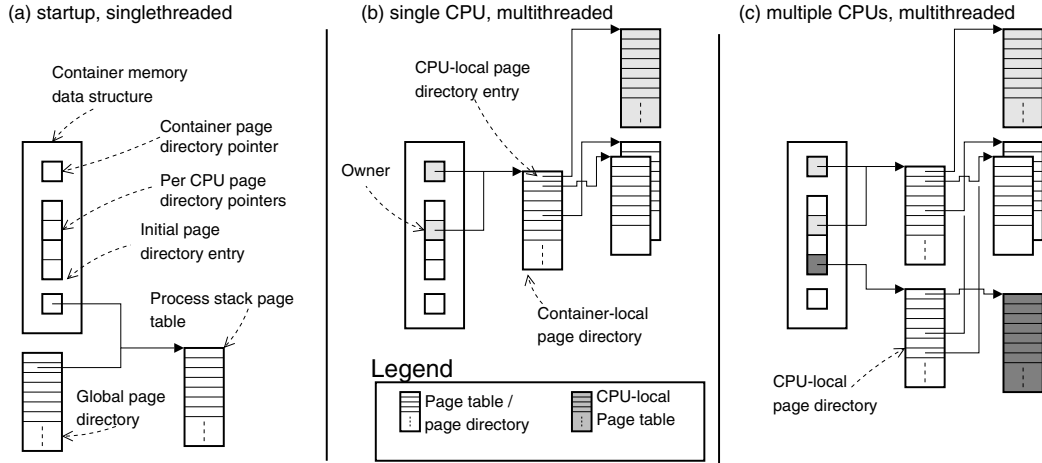 (a) startup, singlethreaded
Container memory
data structure
Container page
directory pointer
Per CPU page
directory pointers
Initial page
directory entry
Process stack page
table
Global page
directory
(b) single CPU, multithreaded
CPU-local page
directory entry
Owner
Container-local
page directory
Legend
Page table /
page directory
CPU-local
Page table
(c) multiple CPUs, multithreaded
CPU-local
page directory